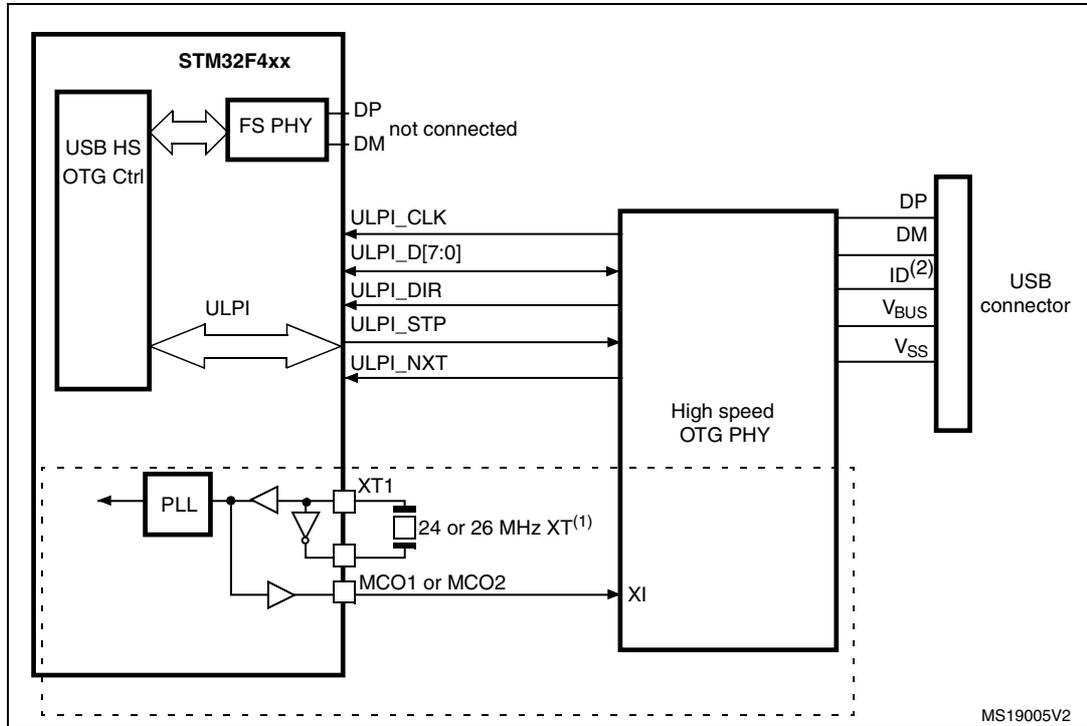 STM32F4xx
USB HS
OTG Ctrl
FS PHY
DP
DM
not connected
ULPI
ULPI_CLK
ULPI_D[7:0]
ULPI_DIR
ULPI_STP
ULPI_NXT
High speed
OTG PHY
DP
DM
ID(2)
VBUS
VSS
USB
connector
PLL
XT1
24 or 26 MHz XT(1)
MCO1 or MCO2
XI
MS19005V2